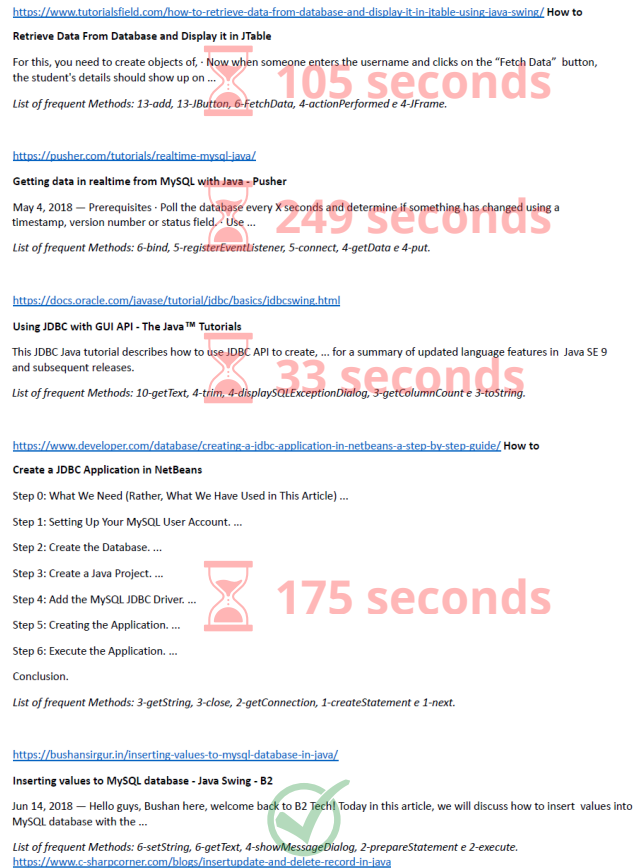 https://www.tutorialsfield.com/how-to-retrieve-data-from-database-and-display-it-in-jtable-using-java-swing/ How to
Retrieve Data From Database and Display it in JTable
For this, you need to create objects of, · Now when someone enters the username and clicks on the “Fetch Data” button,
the student's details should show up on ...
105 seconds
List of frequent Methods: 13-add, 13-JButton, 6-FetchData, 4-actionPerformed e 4-JFrame.
https://pusher.com/tutorials/realtime-mysql-java/
Getting data in realtime from MySQL with Java - Pusher
May 4, 2018 — Prerequisites · Poll the database every X seconds and determine if something has changed using a
timestamp, version number or status field. · Use ...
249 seconds
List of frequent Methods: 6-bind, 5-registerEventListener, 5-connect, 4-getData e 4-put.
https://docs.oracle.com/javase/tutorial/jdbc/basics/jdbcswing.html
Using JDBC with GUI API - The Java™ Tutorials
This JDBC Java tutorial describes how to use JDBC API to create, ... for a summary of updated language features in Java SE 9
and subsequent releases.
33 seconds
List of frequent Methods: 10-getText, 4-trim, 4-displaySQLExceptionDialog, 3-getColumnCount e 3-toString.
https://www.developer.com/database/creating-a-jdbc-application-in-netbeans-a-step-by-step-guide/ How to
Create a JDBC Application in NetBeans
Step 0: What We Need (Rather, What We Have Used in This Article) ...
Step 1: Setting Up Your MySQL User Account. ...
Step 2: Create the Database. ...
Step 3: Create a Java Project. ...
Step 4: Add the MySQL JDBC Driver. ...
175 seconds
Step 5: Creating the Application. ...
Step 6: Execute the Application. ...
Conclusion.
List of frequent Methods: 3-getString, 3-close, 2-getConnection, 1-createStatement e 1-next.
https://bushansirgur.in/inserting-values-to-mysql-database-in-java/
Inserting values to MySQL database - Java Swing - B2
Jun 14, 2018 — Hello guys, Bushan here, welcome back to B2 Tech! Today in this article, we will discuss how to insert values into
MySQL database with the ...
List of frequent Methods: 6-setString, 6-getText, 4-showMessageDialog, 2-prepareStatement e 2-execute.
https://www.c-sharpcorner.com/blogs/insertupdate-and-delete-record-in-java